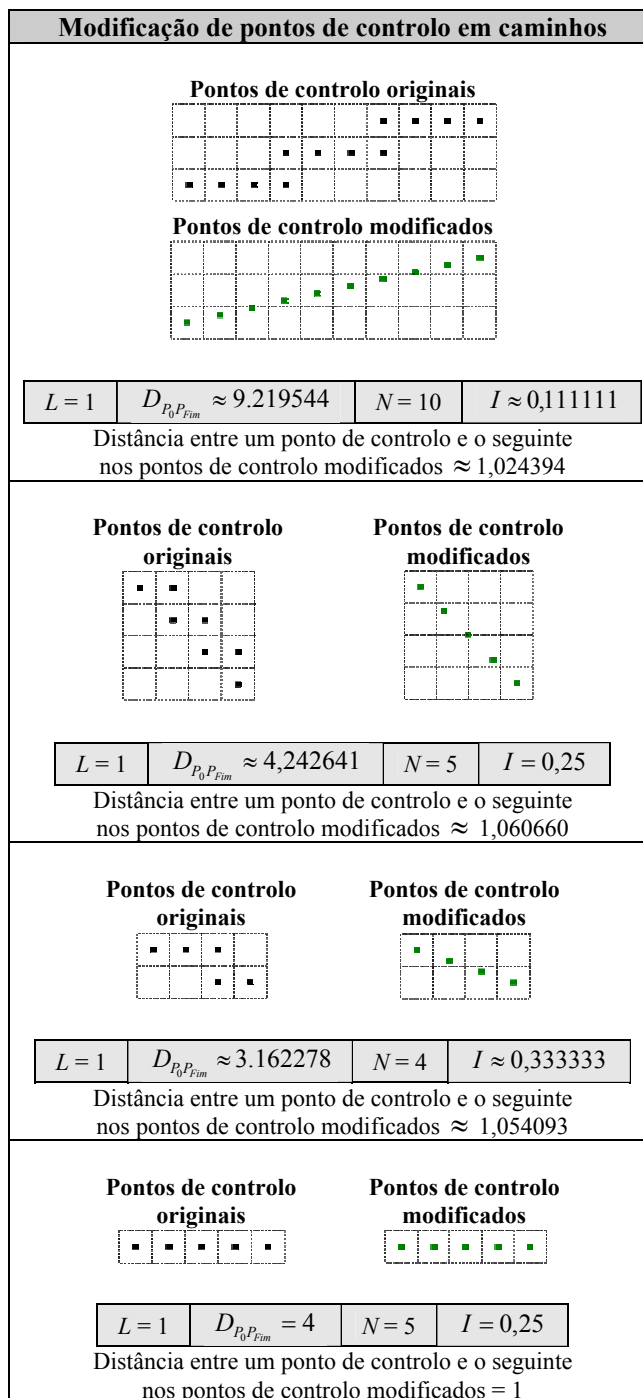 Modificação de pontos de controlo em caminhos
Pontos de controlo originais
Pontos de controlo modificados
L = 1 D_{P_0P_{Fim}} ≈ 9.219544 N = 10 I ≈ 0,111111
Distância entre um ponto de controlo e o seguinte
nos pontos de controlo modificados ≈ 1,024394
Pontos de controlo
originais
Pontos de controlo
modificados
L = 1 D_{P_0P_{Fim}} ≈ 4,242641 N = 5 I = 0,25
Distância entre um ponto de controlo e o seguinte
nos pontos de controlo modificados ≈ 1,060660
Pontos de controlo
originais
Pontos de controlo
modificados
L = 1 D_{P_0P_{Fim}} ≈ 3.162278 N = 4 I ≈ 0,333333
Distância entre um ponto de controlo e o seguinte
nos pontos de controlo modificados ≈ 1,054093
Pontos de controlo
originais
Pontos de controlo
modificados
L = 1 D_{P_0P_{Fim}} = 4 N = 5 I = 0,25
Distância entre um ponto de controlo e o seguinte
nos pontos de controlo modificados = 1